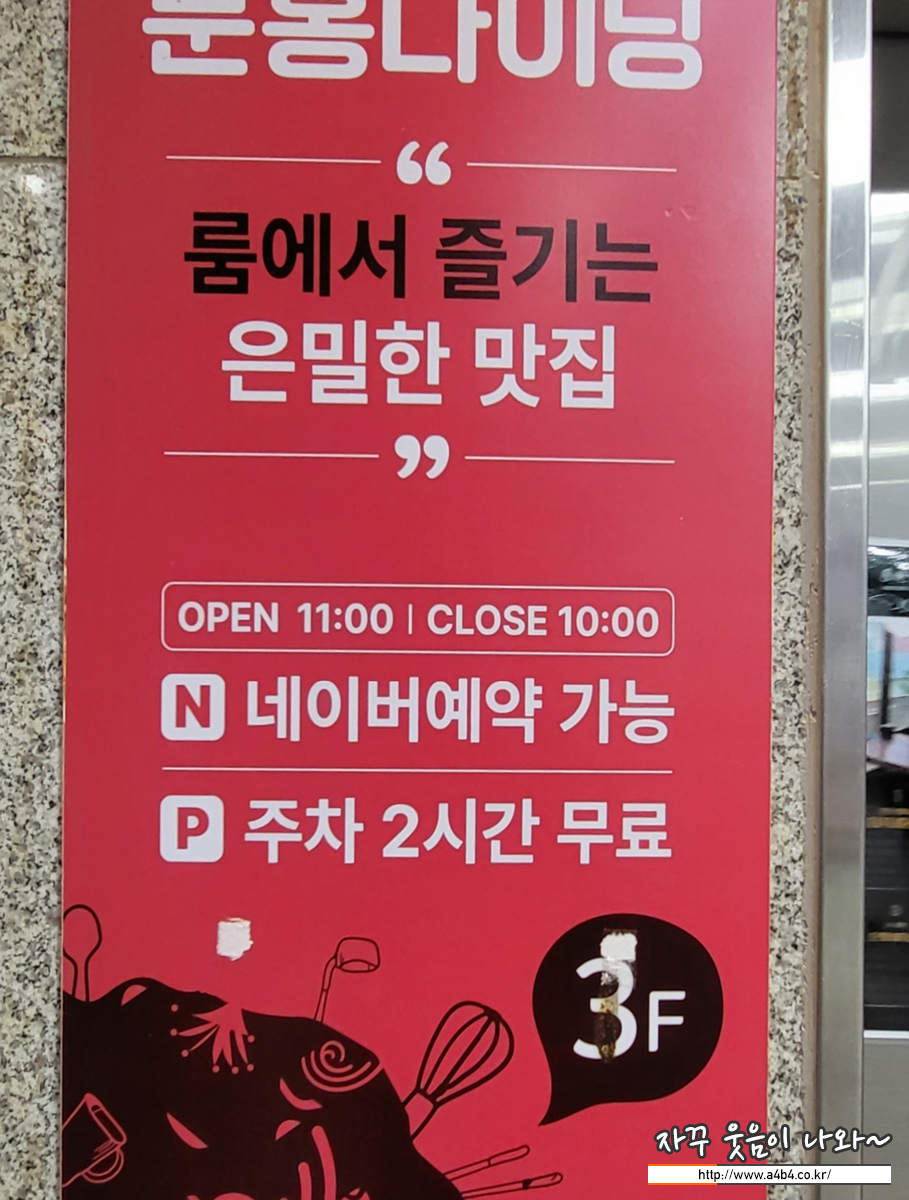 “
룸에서 즐기는
은밀한 맛집
”
OPEN 11:00 | CLOSE 10:00
N 네이버예약 가능
P 주차 2시간 무료
3F
자꾸 웃음이 나와~
http://www.a4b4.co.kr/